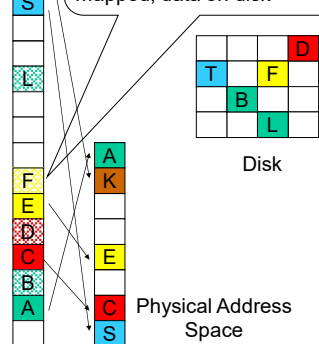 S
mapped, data on disk
D
L
T F
B
L
A
Disk
F K
E
D
C E
B
A C Physical Address
S Space